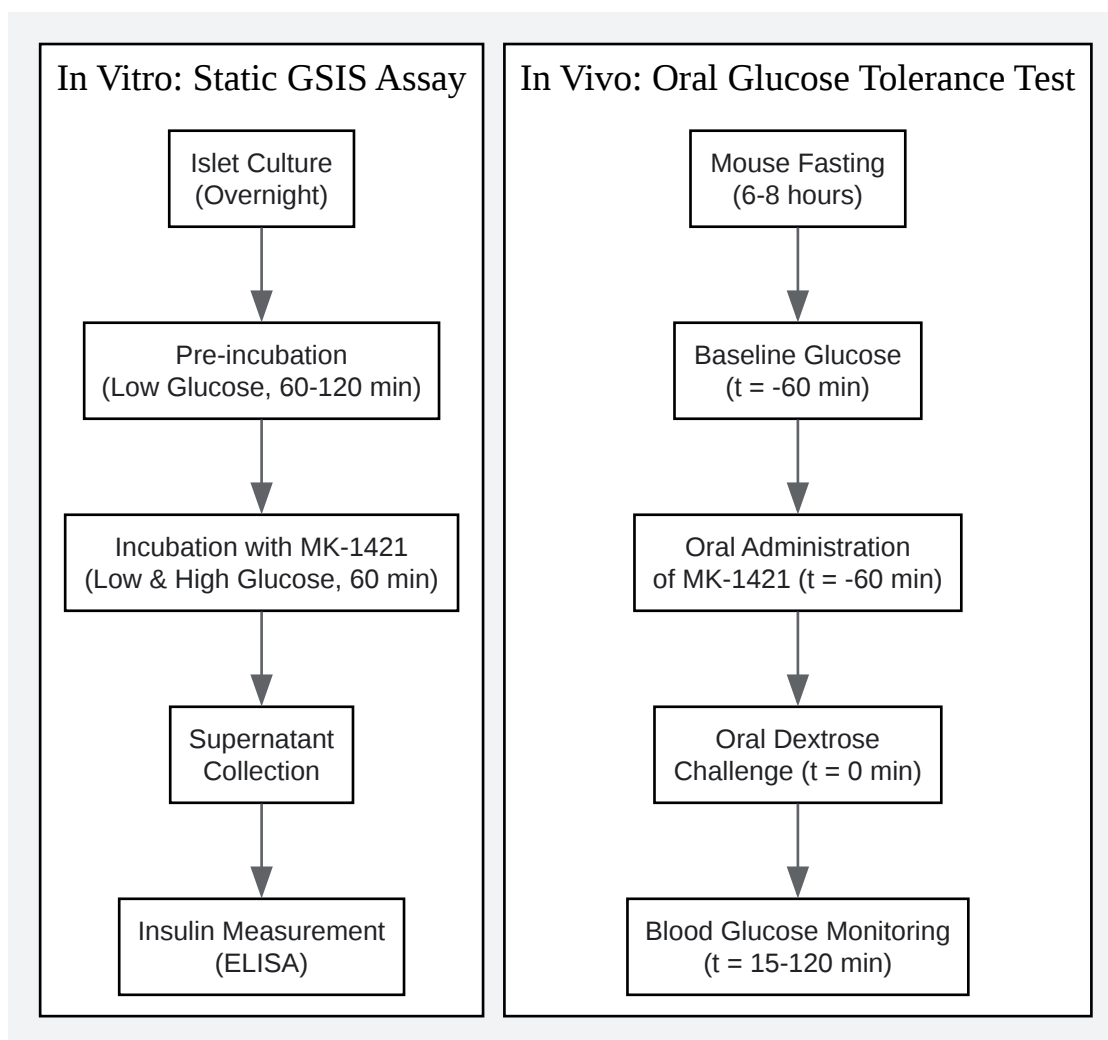 In Vitro: Static GSIS Assay
Islet Culture
(Overnight)
Pre-incubation
(Low Glucose, 60-120 min)
Incubation with MK-1421
(Low & High Glucose, 60 min)
Supernatant
Collection
Insulin Measurement
(ELISA)
In Vivo: Oral Glucose Tolerance Test
Mouse Fasting
(6-8 hours)
Baseline Glucose
(t = -60 min)
Oral Administration
of MK-1421 (t = -60 min)
Oral Dextrose
Challenge (t = 0 min)
Blood Glucose Monitoring
(t = 15-120 min)